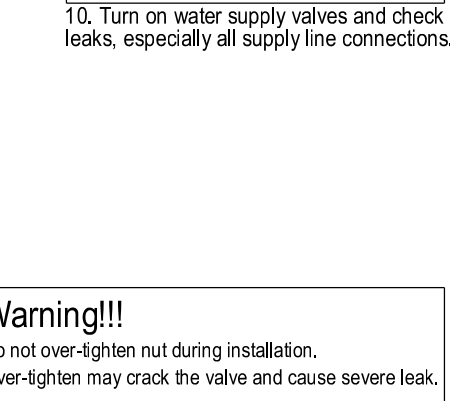 10. Turn on water supply valves and check
leaks, especially all supply line connections.
Warning!!!
not over-tighten nut during installation.
ver-tighten may crack the valve and cause severe leak.